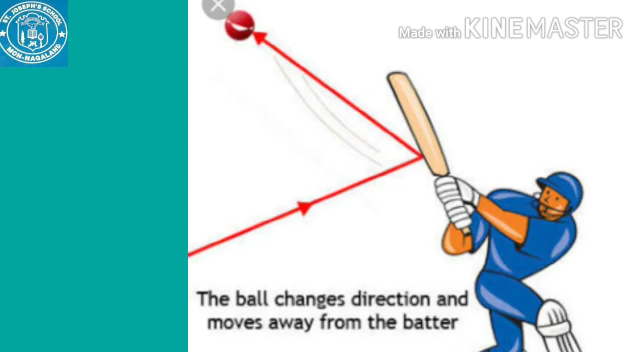 ST. JOSEPH'S SCHOOL
MON-NAGALAND
Made with KINEMASTER
The ball changes direction and
moves away from the batter